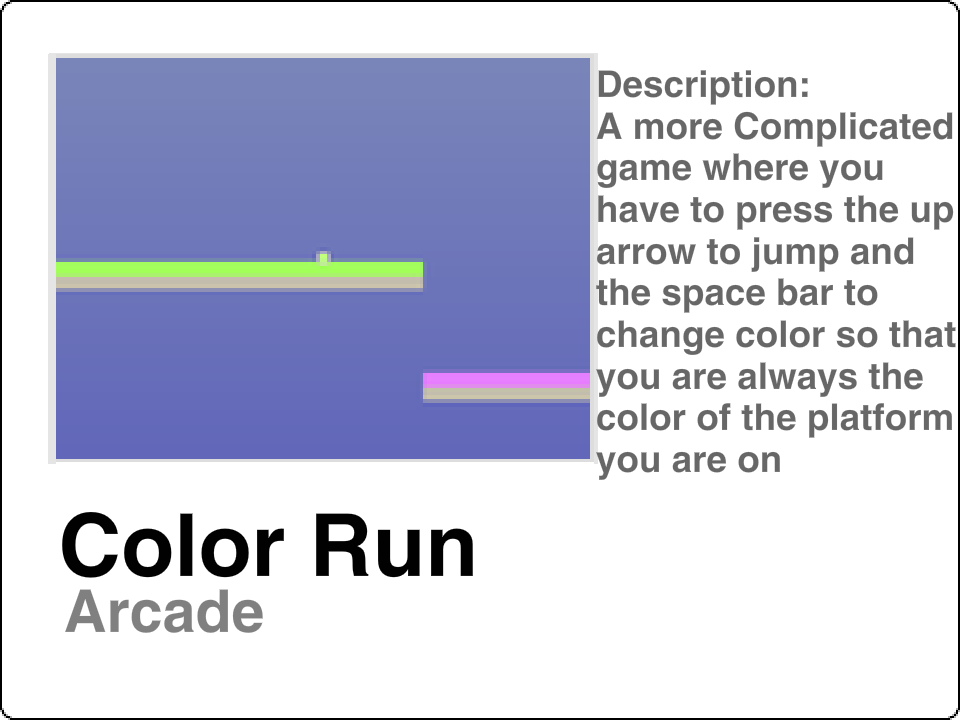 Description:
A more Complicated
game where you
have to press the up
arrow to jump and
the space bar to
change color so that
you are always the
color of the platform
you are on
Color Run
Arcade